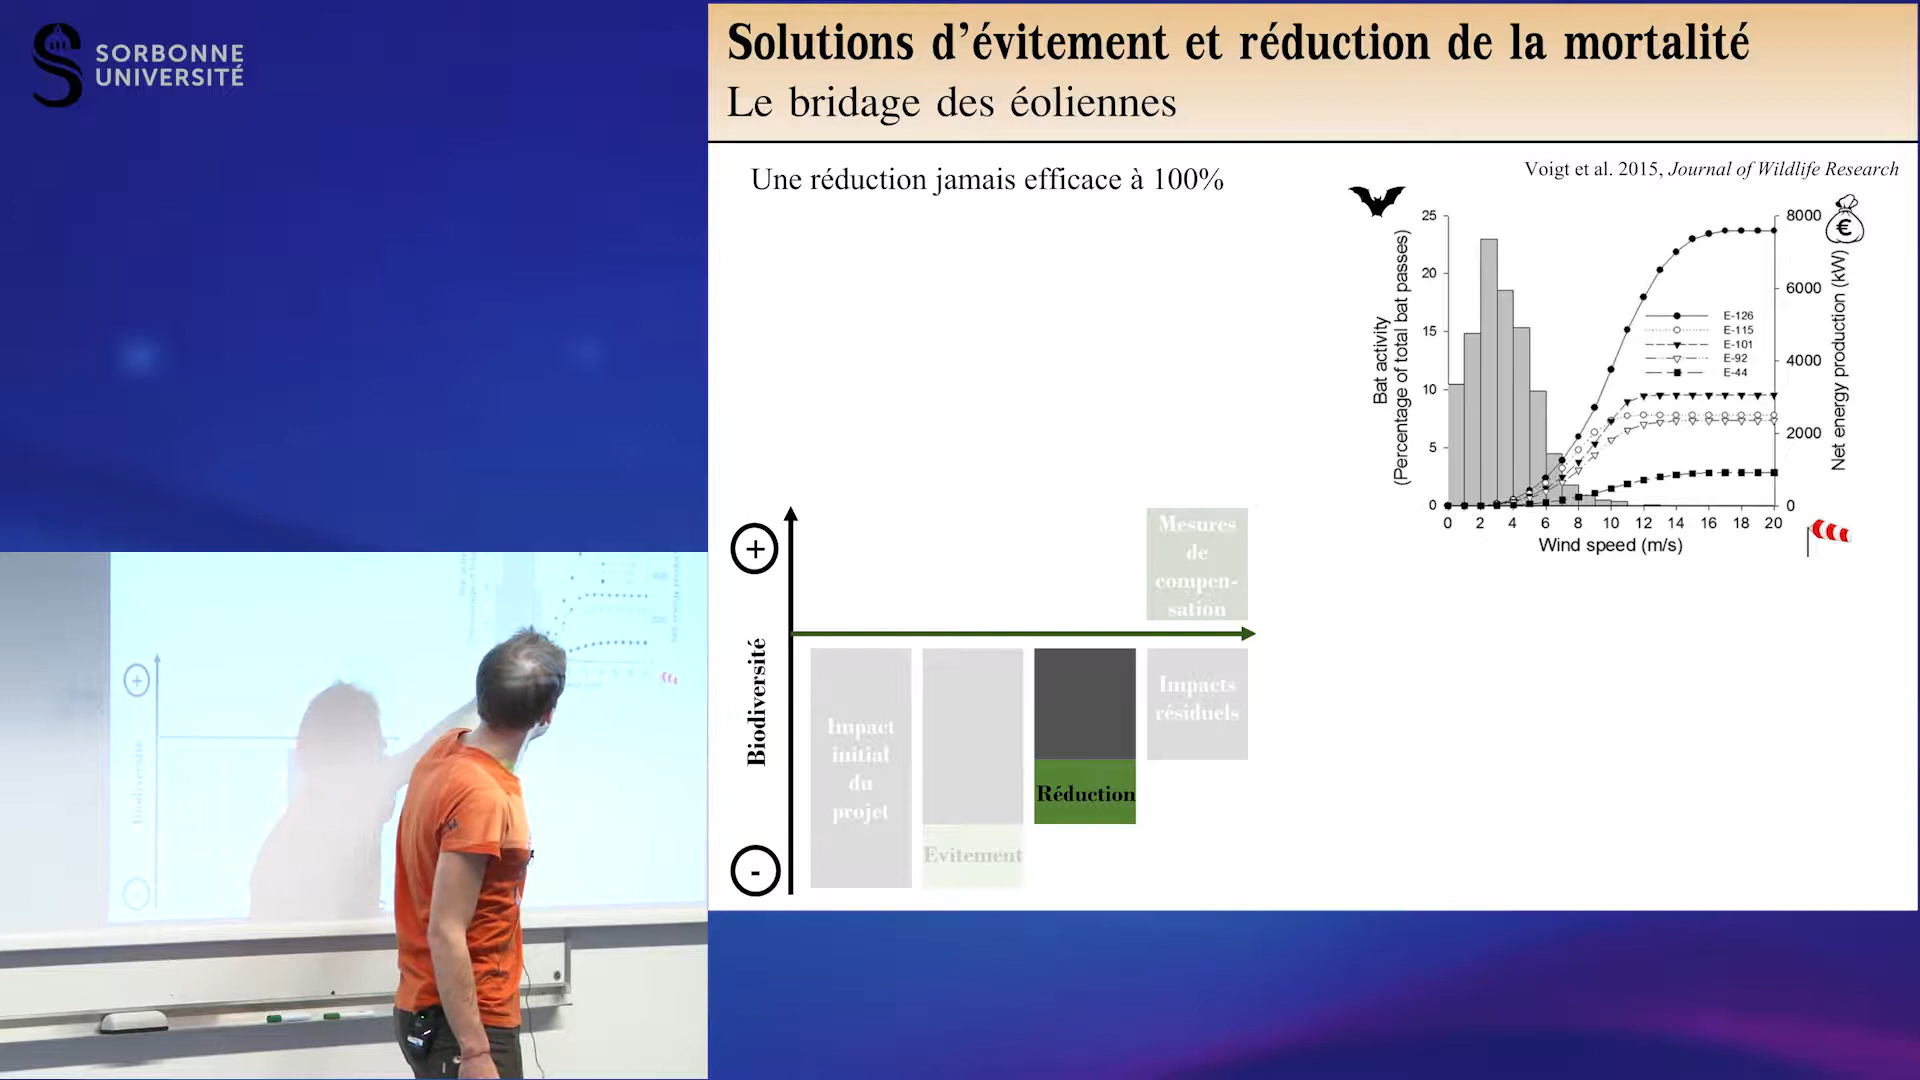 SORBONNE
UNIVERSITÉ
Solutions d’évitement et réduction de la mortalité
Le bridage des éoliennes
Une réduction jamais efficace à 100%
Voigt et al. 2015, Journal of Wildlife Research
Bat activity
(Percentage of total bat passes)
25
20
15
10
5
0
8000
6000
4000
2000
0
€
Net energy production (kW)
E-126
E-115
E-101
E-92
E-44
0 2 4 6 8 10 12 14 16 18 20
Wind speed (m/s)
+
-
Biodiversité
Mesures
de
compen-
sation
Impact
initial
du
projet
Evitement
Réduction
Impacts
résiduels
+
Biodiversité
-